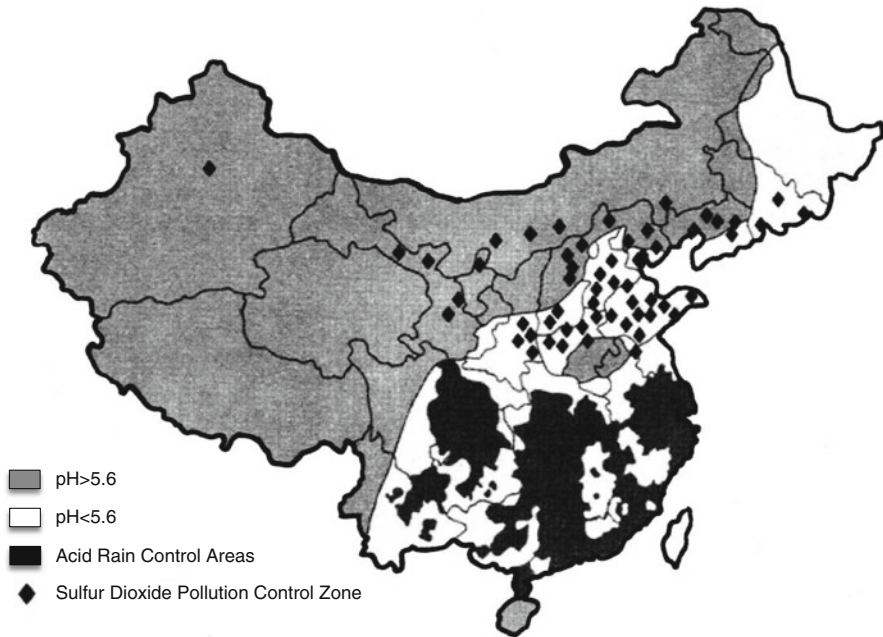 pH>5.6
pH<5.6
Acid Rain Control Areas
Sulfur Dioxide Pollution Control Zone